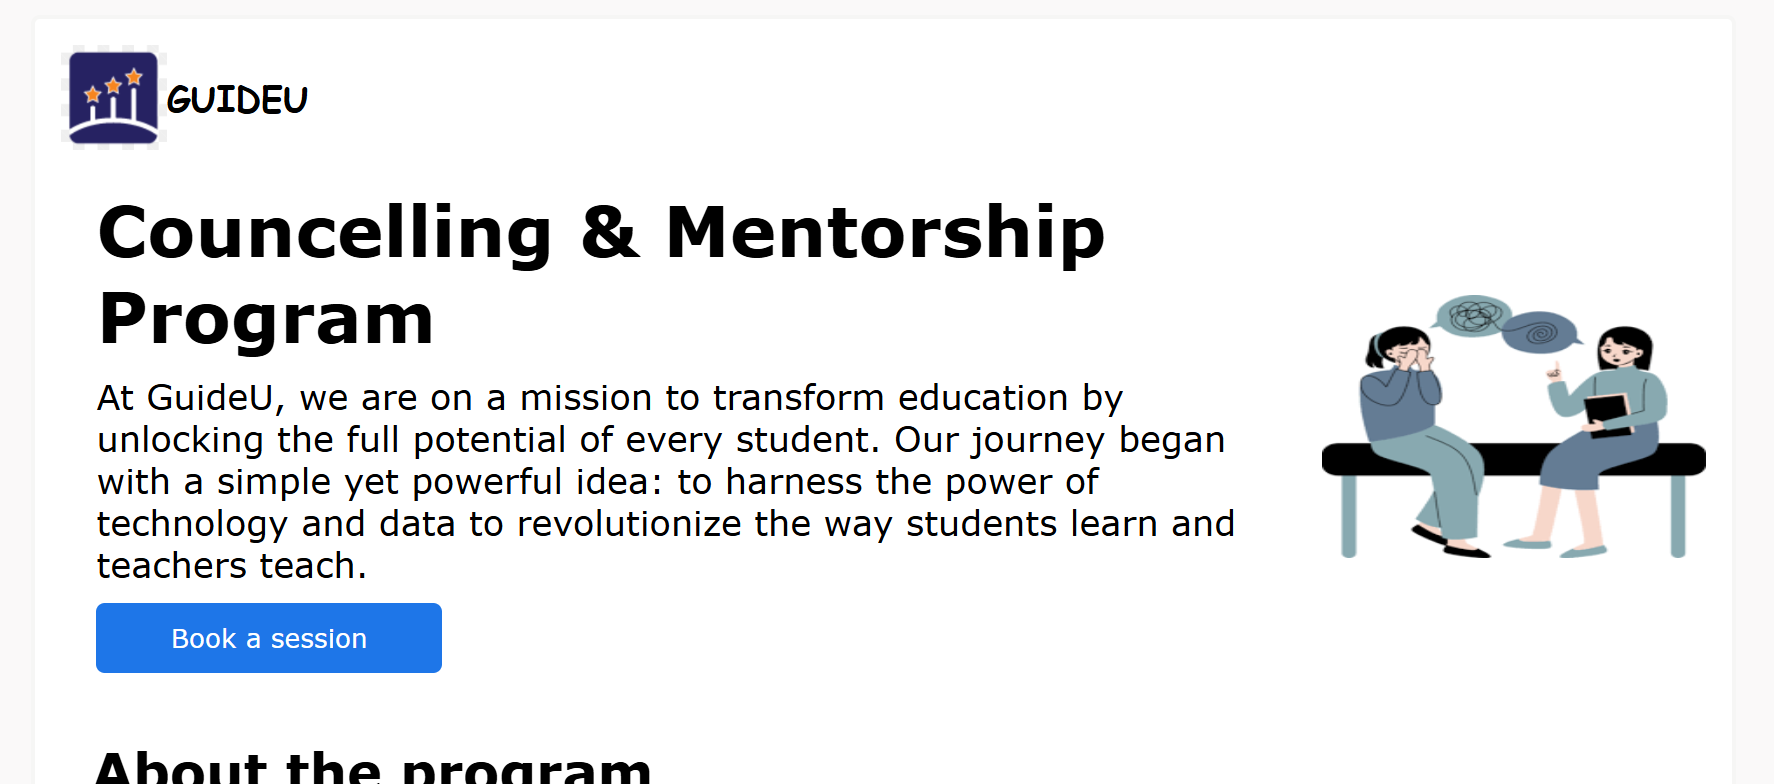 GUIDEU
Councelling & Mentorship
Program
At GuideU, we are on a mission to transform education by
unlocking the full potential of every student. Our journey began
with a simple yet powerful idea: to harness the power of
technology and data to revolutionize the way students learn and
teachers teach.
Book a session
About the program